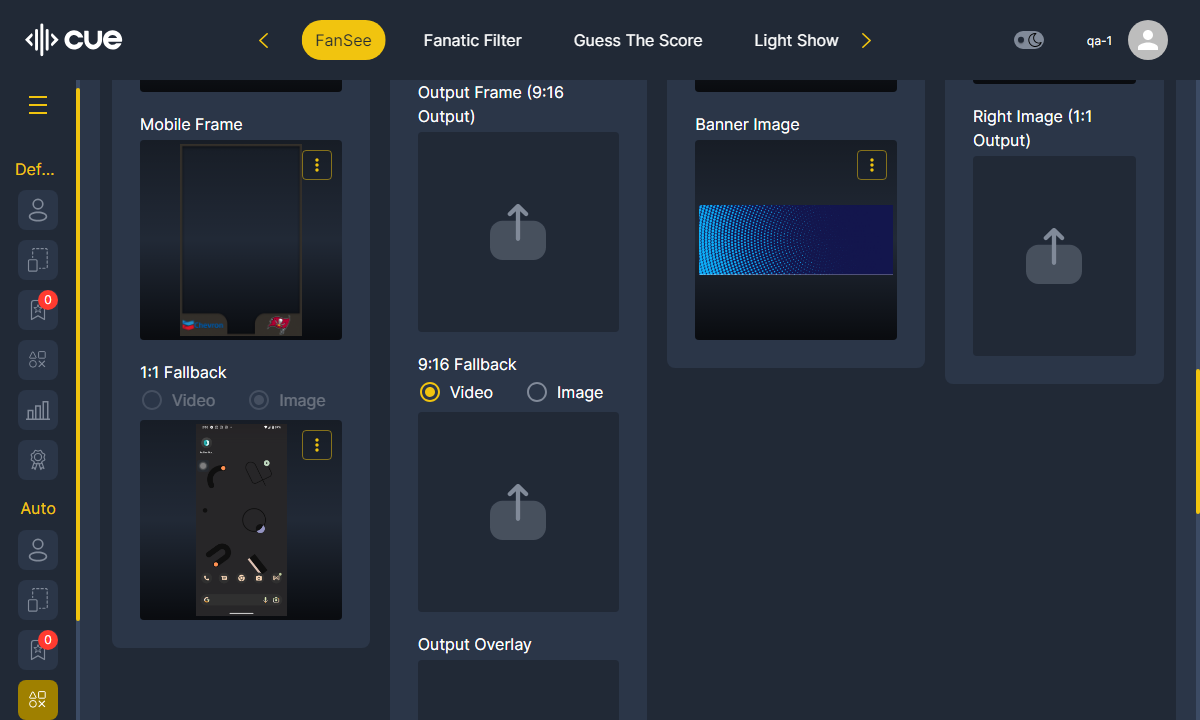 cue
FanSee
Fanatic Filter
Guess The Score
Light Show
qa-1
Def...
0
Auto
0
Mobile Frame
1:1 Fallback
Video
Image
Output Frame (9:16
Output)
9:16 Fallback
Video
Image
Output Overlay
Banner Image
Right Image (1:1
Output)